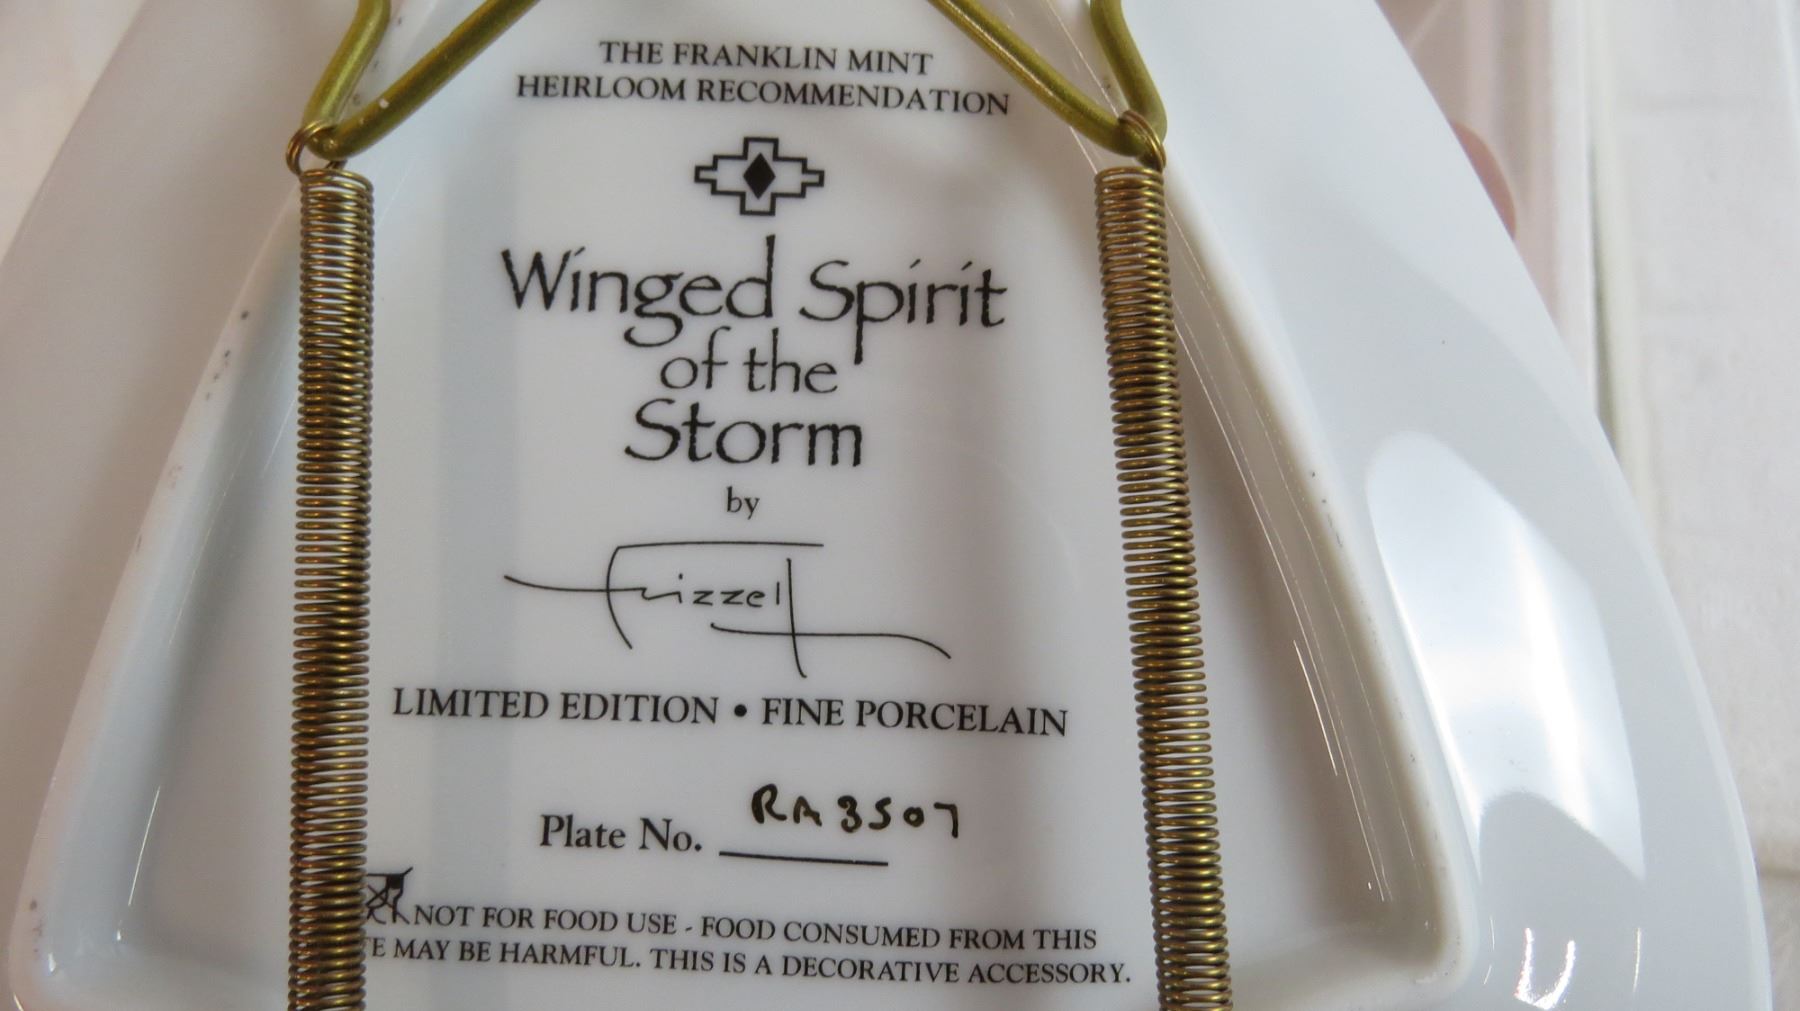 THE FRANKLIN MINT
HEIRLOOM RECOMMENDATION
Winged Spirit
of the
Storm
by
Frizzell
LIMITED EDITION • FINE PORCELAIN
Plate No. RA3507
NOT FOR FOOD USE - FOOD CONSUMED FROM THIS
MAY BE HARMFUL. THIS IS A DECORATIVE ACCESSORY.